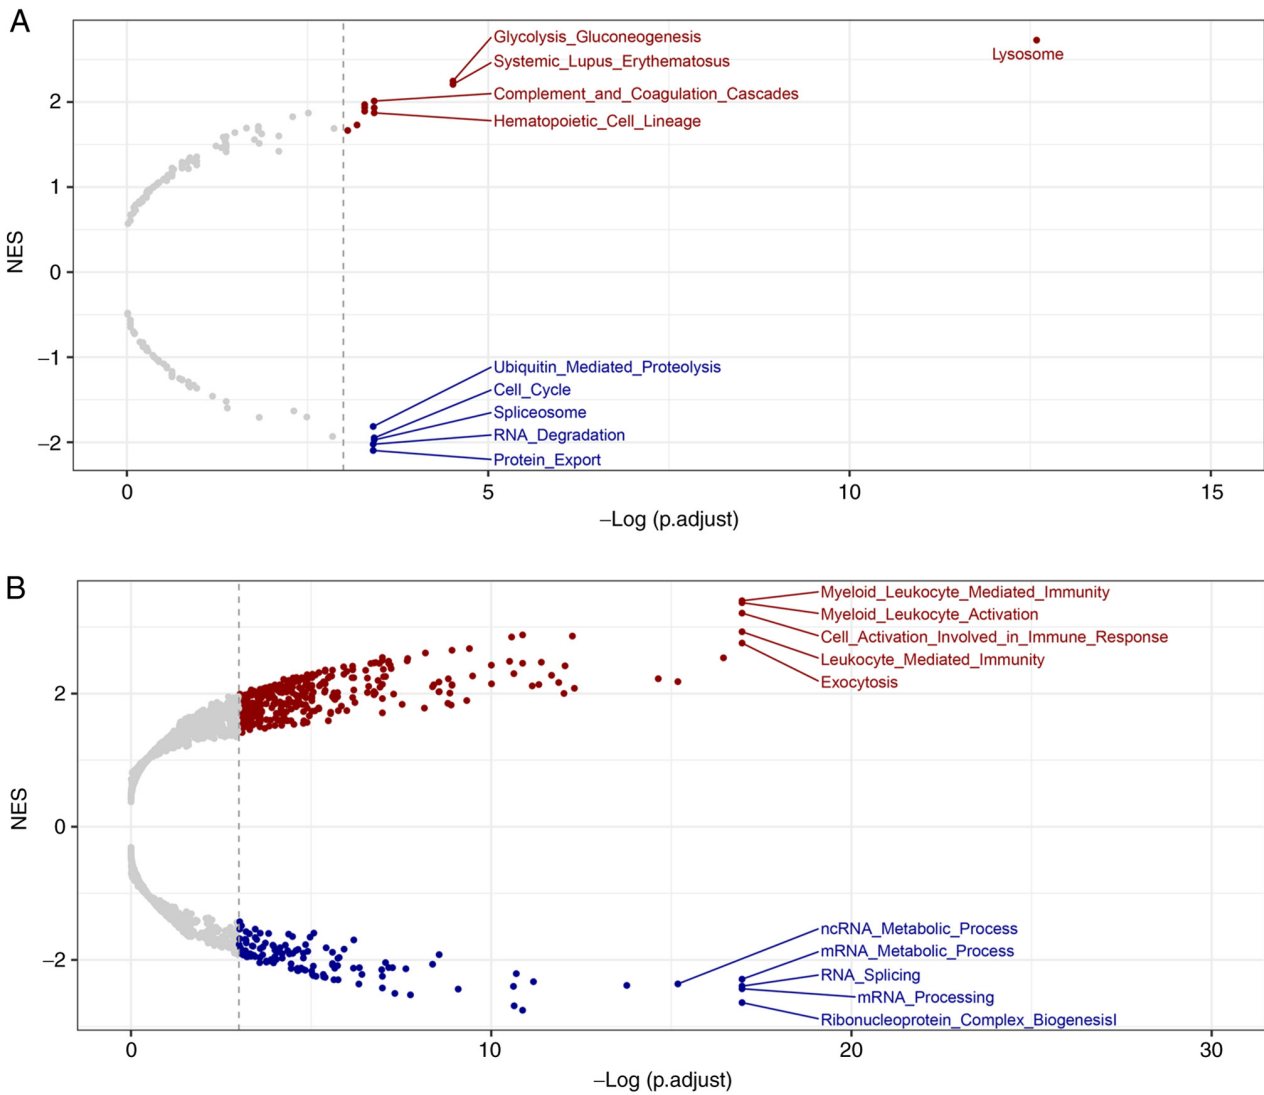 A
Glycolysis_Gluconeogenesis
Systemic_Lupus_Erythematosus
Lysosome
Complement_and_Coagulation_Cascades
Hematopoietic_Cell_Lineage
2
1
0
−1
−2
NES
Ubiquitin_Mediated_Proteolysis
Cell_Cycle
Spliceosome
RNA_Degradation
Protein_Export
0 5 10 15
−Log (p.adjust)
B
Myeloid_Leukocyte_Mediated_Immunity
Myeloid_Leukocyte_Activation
Cell_Activation_Involved_in_Immune_Response
Leukocyte_Mediated_Immunity
Exocytosis
2
0
−2
NES
ncRNA_Metabolic_Process
mRNA_Metabolic_Process
RNA_Splicing
mRNA_Processing
Ribonucleoprotein_Complex_BiogenesisI
0 10 20 30
−Log (p.adjust)